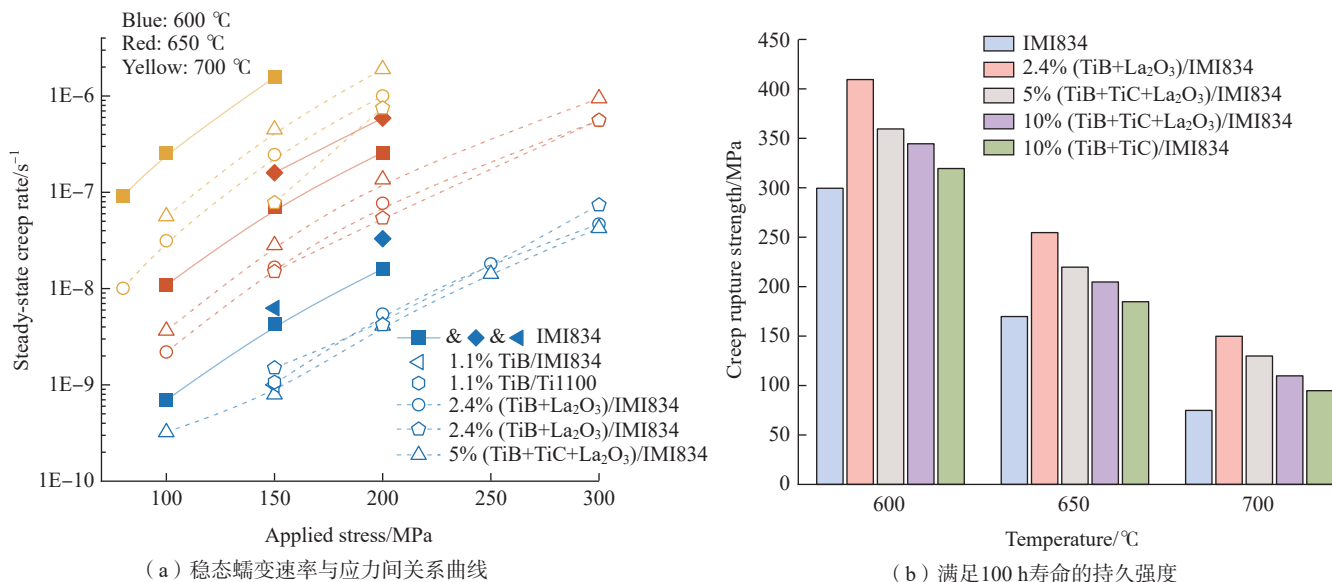 Blue: 600 ℃
Red: 650 ℃
Yellow: 700 ℃
1E−6
1E−7
1E−8
1E−9
1E−10
Steady-state creep rate/s⁻¹
& & IMI834
1.1% TiB/IMI834
1.1% TiB/Ti1100
2.4% (TiB+La₂O₃)/IMI834
2.4% (TiB+La₂O₃)/IMI834
5% (TiB+TiC+La₂O₃)/IMI834
100 150 200 250 300
Applied stress/MPa
（a）稳态蠕变速率与应力间关系曲线
450
400
350
300
250
200
150
100
50
0
Creep rupture strength/MPa
IMI834
2.4% (TiB+La₂O₃)/IMI834
5% (TiB+TiC+La₂O₃)/IMI834
10% (TiB+TiC+La₂O₃)/IMI834
10% (TiB+TiC)/IMI834
600 650 700
Temperature/℃
（b）满足100 h寿命的持久强度